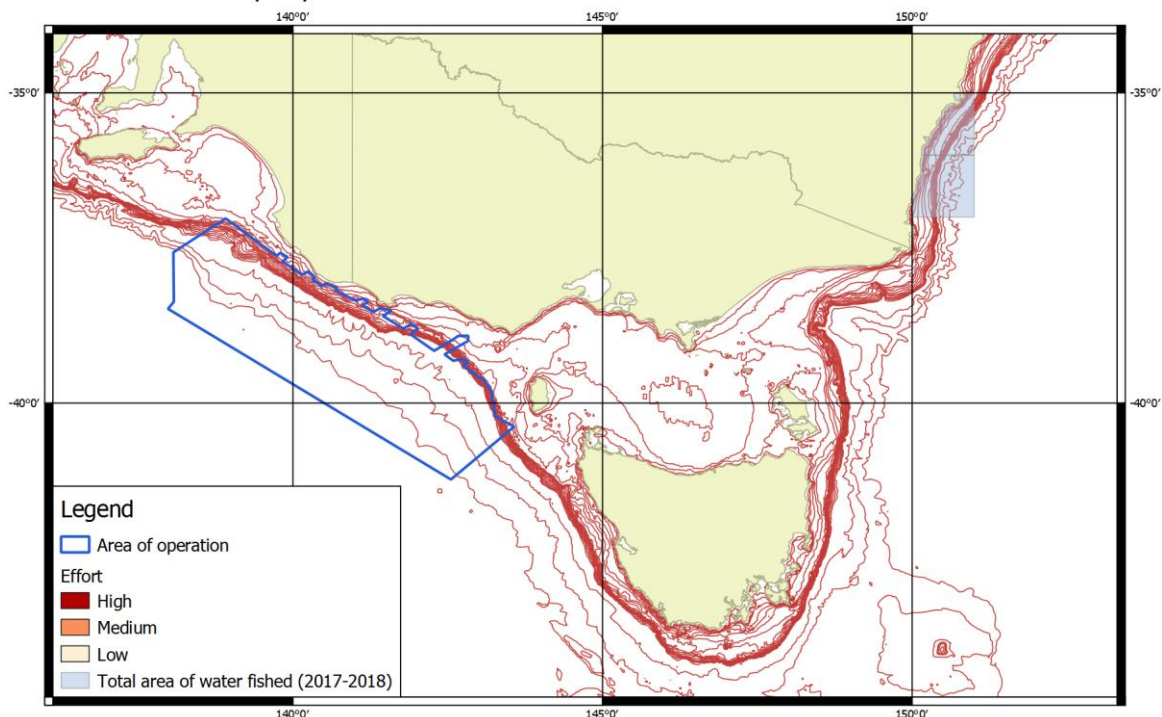 140°0'
145°0'
150°0'
-35°0'
-35°0'
-40°0'
-40°0'
Legend
Area of operation
Effort
High
Medium
Low
Total area of water fished (2017-2018)
140°0'
145°0'
150°0'